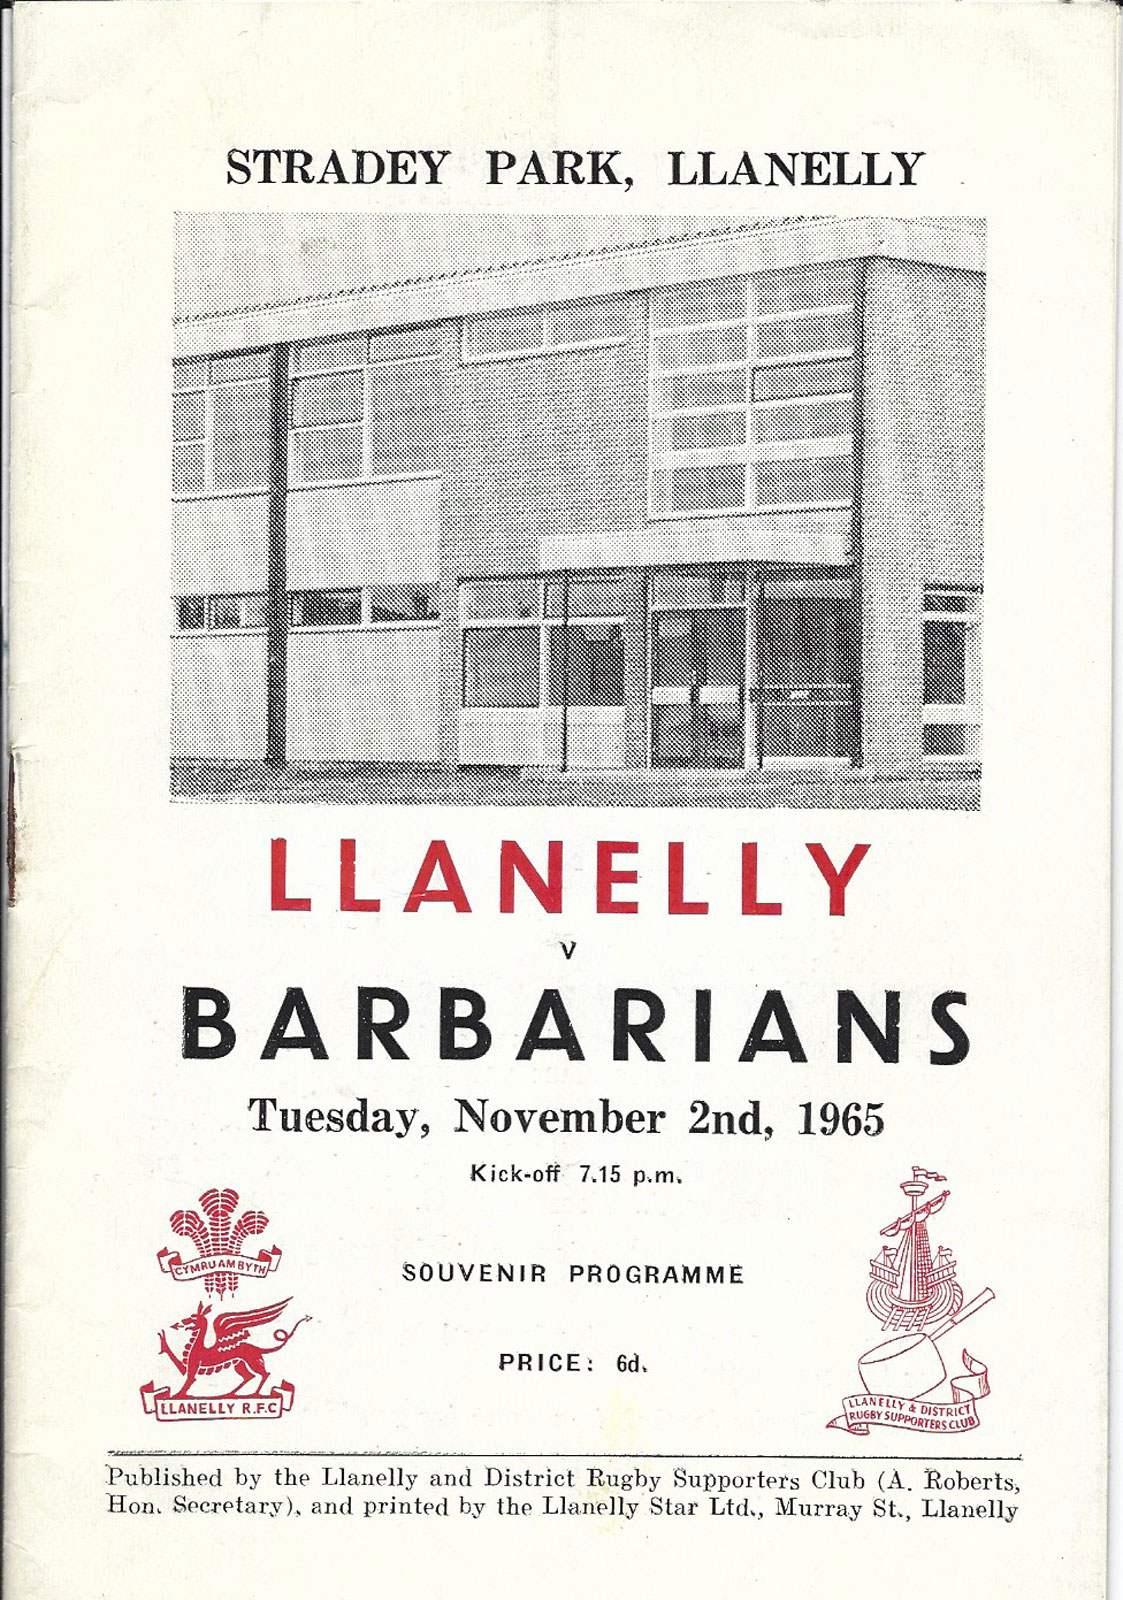 STRADEY PARK, LLANELLY
LLANELLY
v
BARBARIANS
Tuesday, November 2nd, 1965
Kick-off 7.15 p.m.
CYMRU AM BYTH
SOUVENIR PROGRAMME
PRICE: 6d.
LLANELLY R.F.C
LLANELLY & DISTRICT
RUGBY SUPPORTERS CLUB
Published by the Llanelly and District Rugby Supporters Club (A. Roberts,
Hon. Secretary), and printed by the Llanelly Star Ltd., Murray St., Llanelly